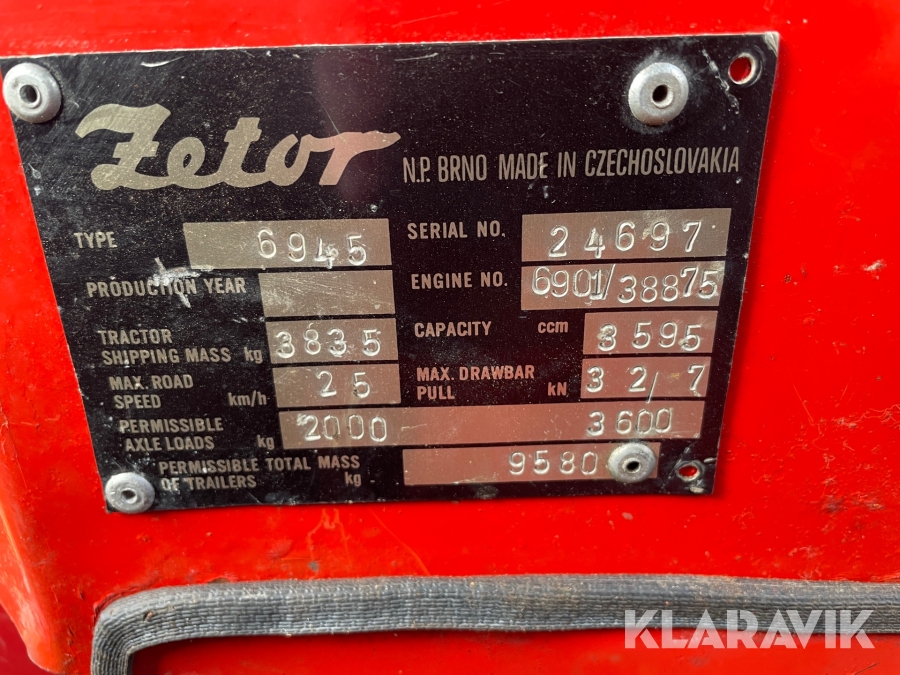 Zetor N.P. BRNO MADE IN CZECHOSLOVAKIA
TYPE 6945 SERIAL NO. 24697
PRODUCTION YEAR ENGINE NO. 6901/38875
TRACTOR SHIPPING MASS kg 3835 CAPACITY ccm 3595
MAX. ROAD SPEED km/h 25 MAX. DRAWBAR PULL kN 32/7
PERMISSIBLE AXLE LOADS kg 2000 3600
PERMISSIBLE TOTAL MASS OF TRAILERS kg 9580
KLARAVIK